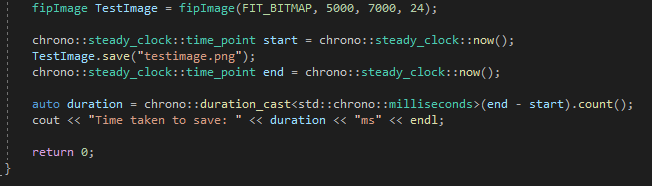 fipImage TestImage = fipImage(FIT_BITMAP, 5000, 7000, 24);
chrono::steady_clock::time_point start = chrono::steady_clock::now();
TestImage.save("testimage.png");
chrono::steady_clock::time_point end = chrono::steady_clock::now();
auto duration = chrono::duration_cast<std::chrono::milliseconds>(end - start).count();
cout << "Time taken to save: " << duration << "ms" << endl;
return 0;
}